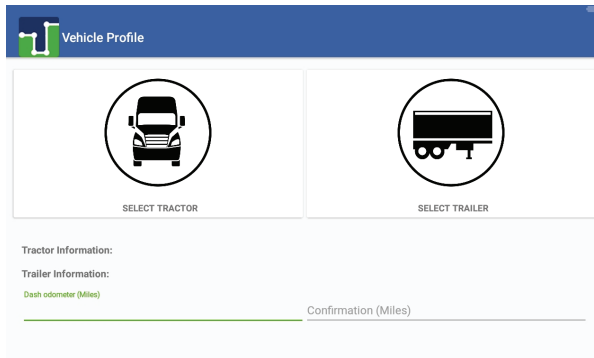 Vehicle Profile
SELECT TRACTOR
SELECT TRAILER
Tractor Information:
Trailer Information:
Dash odometer (Miles)
Confirmation (Miles)